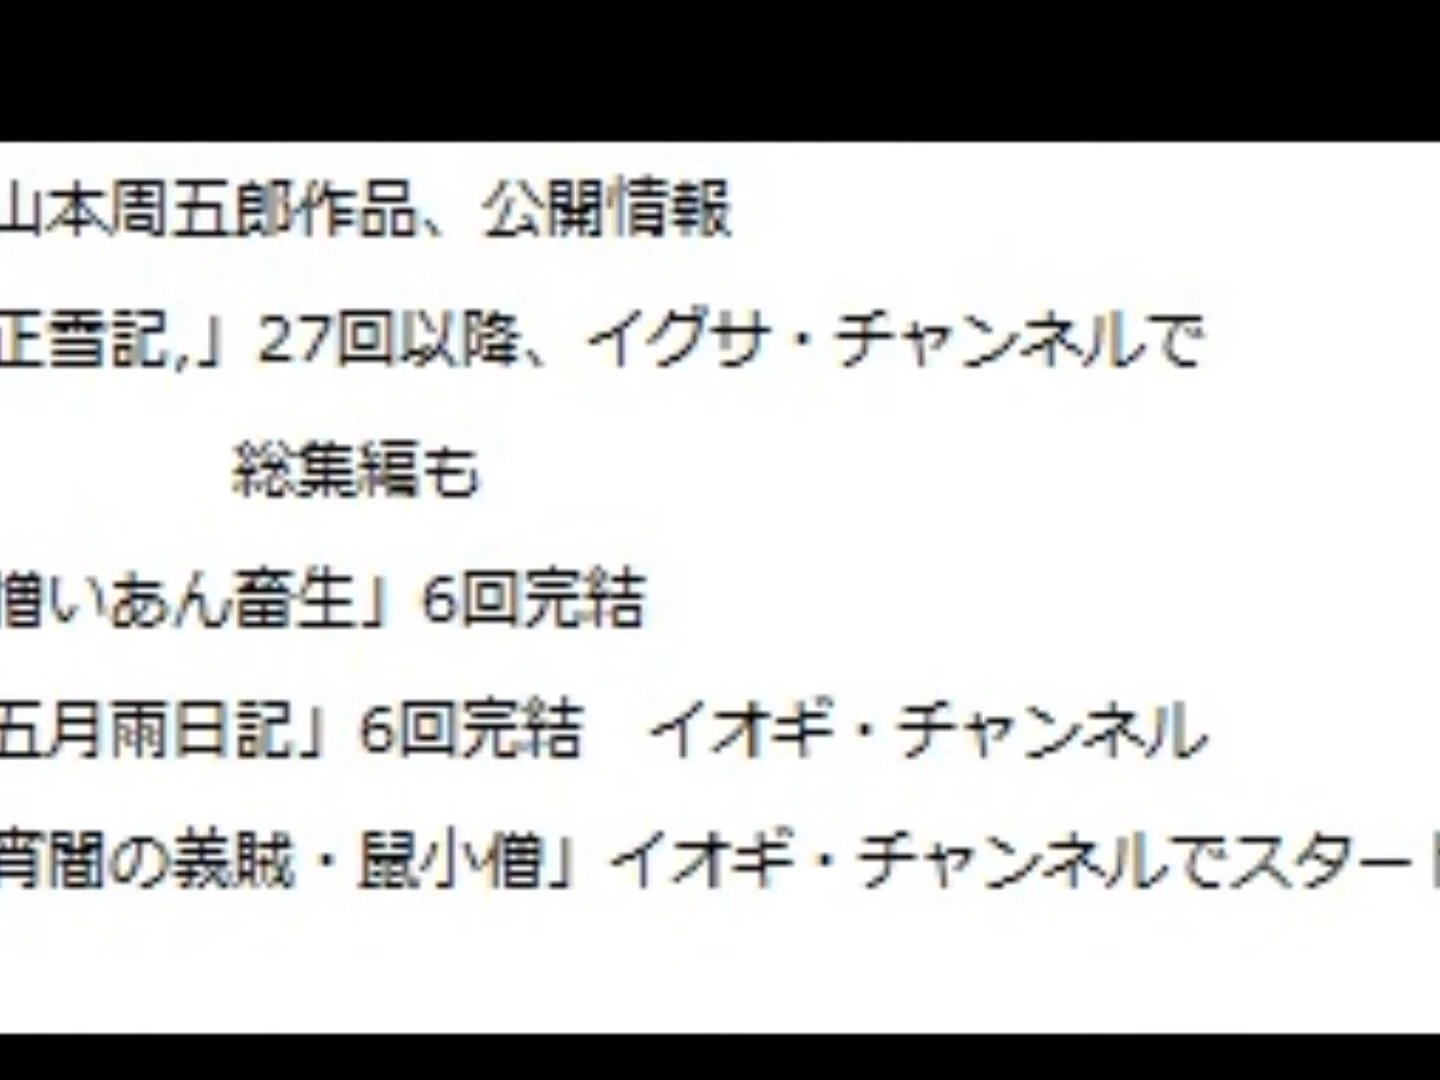 山本周五郎作品、公開情報
正雪記,」27回以降、イグサ・チャンネルで
総集編も
憎いあん畜生」6回完結
五月雨日記」6回完結　イオギ・チャンネル
宵闇の義賊・鼠小僧」イオギ・チャンネルでスタート